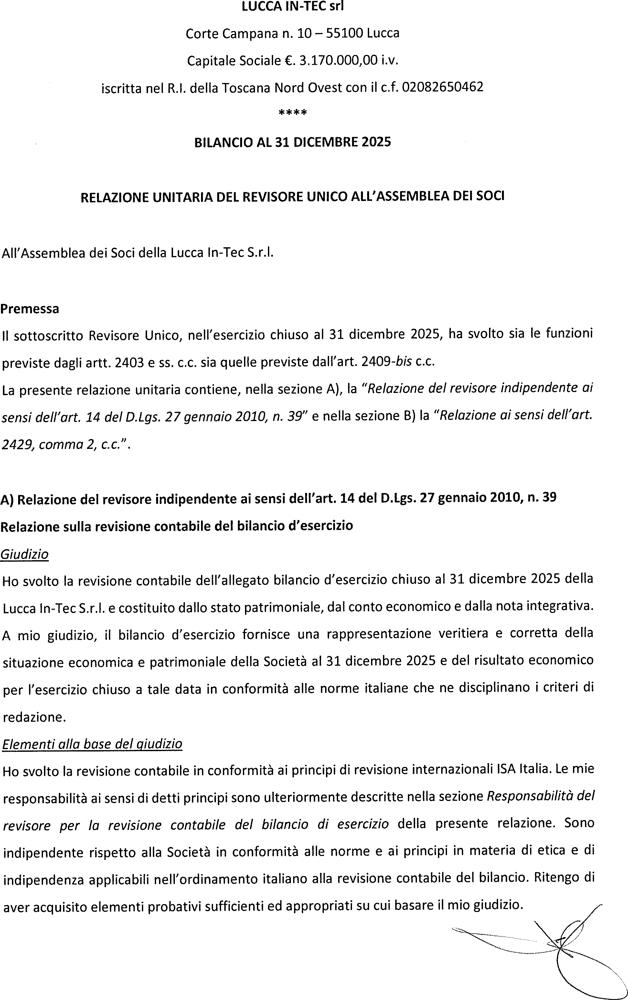 LUCCA IN-TEC srl
Corte Campana n. 10 – 55100 Lucca
Capitale Sociale €. 3.170.000,00 i.v.
iscritta nel R.I. della Toscana Nord Ovest con il c.f. 02082650462
****
BILANCIO AL 31 DICEMBRE 2025
RELAZIONE UNITARIA DEL REVISORE UNICO ALL'ASSEMBLEA DEI SOCI
All'Assemblea dei Soci della Lucca In-Tec S.r.l.
Premessa
Il sottoscritto Revisore Unico, nell'esercizio chiuso al 31 dicembre 2025, ha svolto sia le funzioni
previste dagli artt. 2403 e ss. c.c. sia quelle previste dall'art. 2409-bis c.c.
La presente relazione unitaria contiene, nella sezione A), la "Relazione del revisore indipendente ai
sensi dell'art. 14 del D.Lgs. 27 gennaio 2010, n. 39" e nella sezione B) la "Relazione ai sensi dell'art.
2429, comma 2, c.c.".
A) Relazione del revisore indipendente ai sensi dell'art. 14 del D.Lgs. 27 gennaio 2010, n. 39
Relazione sulla revisione contabile del bilancio d'esercizio
Giudizio
Ho svolto la revisione contabile dell'allegato bilancio d'esercizio chiuso al 31 dicembre 2025 della
Lucca In-Tec S.r.l. e costituito dallo stato patrimoniale, dal conto economico e dalla nota integrativa.
A mio giudizio, il bilancio d'esercizio fornisce una rappresentazione veritiera e corretta della
situazione economica e patrimoniale della Società al 31 dicembre 2025 e del risultato economico
per l'esercizio chiuso a tale data in conformità alle norme italiane che ne disciplinano i criteri di
redazione.
Elementi alla base del giudizio
Ho svolto la revisione contabile in conformità ai principi di revisione internazionali ISA Italia. Le mie
responsabilità ai sensi di detti principi sono ulteriormente descritte nella sezione Responsabilità del
revisore per la revisione contabile del bilancio di esercizio della presente relazione. Sono
indipendente rispetto alla Società in conformità alle norme e ai principi in materia di etica e di
indipendenza applicabili nell'ordinamento italiano alla revisione contabile del bilancio. Ritengo di
aver acquisito elementi probativi sufficienti ed appropriati su cui basare il mio giudizio.